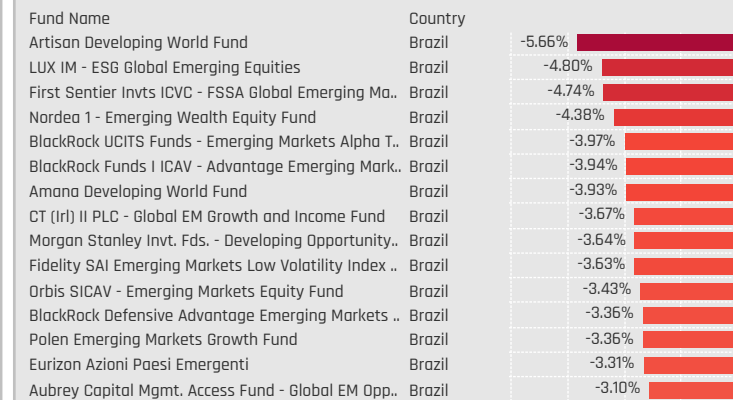 Fund Name Country
Artisan Developing World Fund Brazil -5.66%
LUX IM - ESG Global Emerging Equities Brazil -4.80%
First Sentier Invts ICVC - FSSA Global Emerging Ma.. Brazil -4.74%
Nordea 1 - Emerging Wealth Equity Fund Brazil -4.38%
BlackRock UCITS Funds - Emerging Markets Alpha T.. Brazil -3.97%
BlackRock Funds I ICAV - Advantage Emerging Mark.. Brazil -3.94%
Amana Developing World Fund Brazil -3.93%
CT (Irl) II PLC - Global EM Growth and Income Fund Brazil -3.67%
Morgan Stanley Invt. Fds. - Developing Opportunity.. Brazil -3.64%
Fidelity SAI Emerging Markets Low Volatility Index .. Brazil -3.63%
Orbis SICAV - Emerging Markets Equity Fund Brazil -3.43%
BlackRock Defensive Advantage Emerging Markets .. Brazil -3.36%
Polen Emerging Markets Growth Fund Brazil -3.36%
Eurizon Azioni Paesi Emergenti Brazil -3.31%
Aubrey Capital Mgmt. Access Fund - Global EM Opp.. Brazil -3.10%